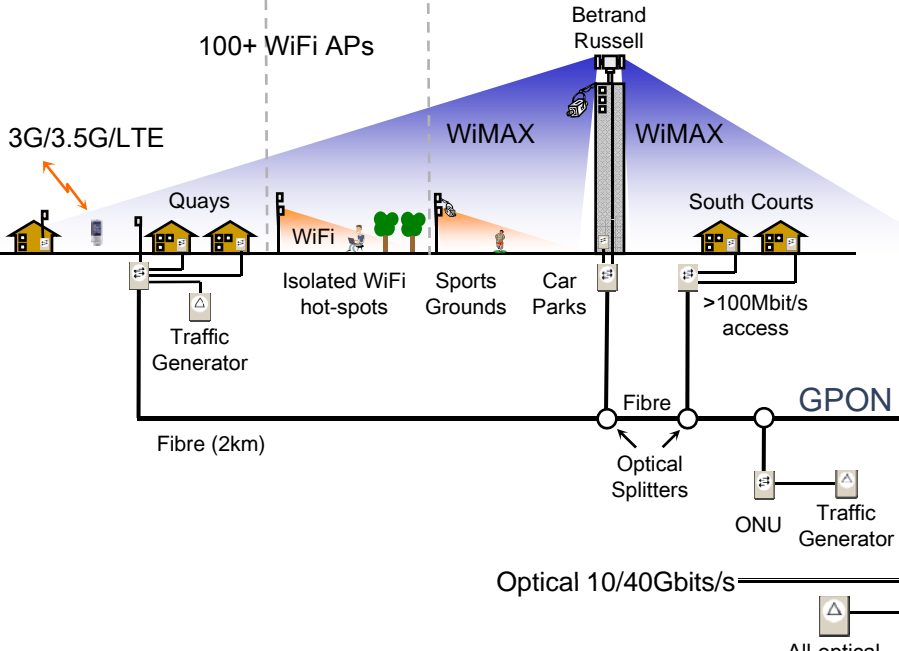 Betrand
Russell
100+ WiFi APs
3G/3.5G/LTE
WiMAX
WiMAX
Quays
South Courts
WiFi
Isolated WiFi
hot-spots
Sports
Grounds
Car
Parks
>100Mbit/s
access
Traffic
Generator
Fibre
GPON
Fibre (2km)
Optical
Splitters
ONU
Traffic
Generator
Optical 10/40Gbits/s
All optical